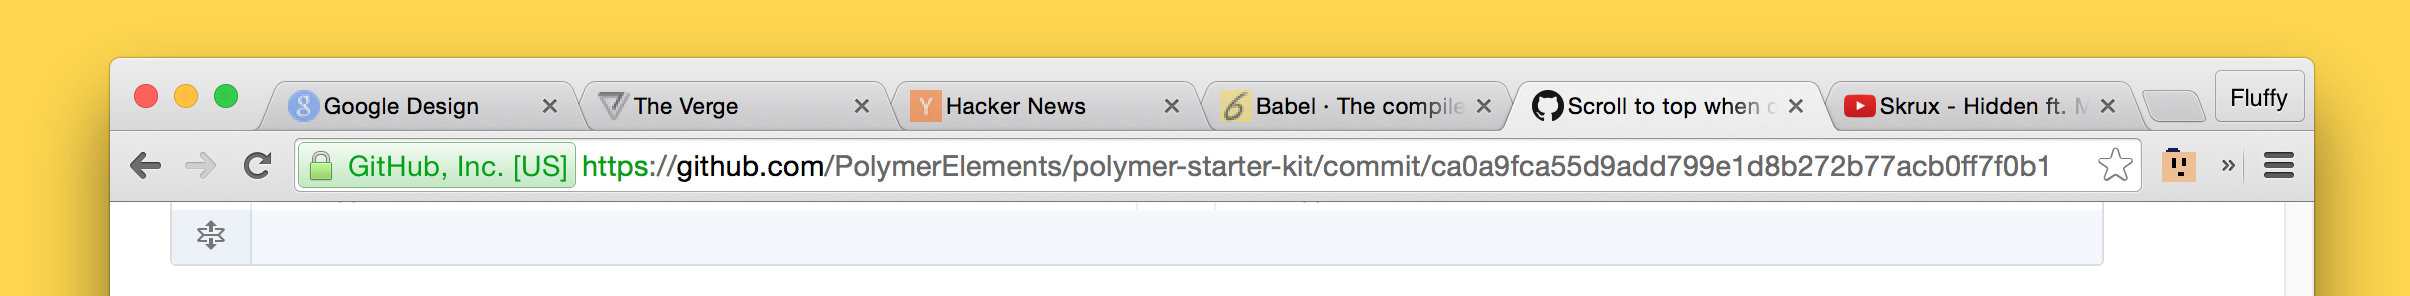 Google Design
The Verge
Hacker News
Babel · The compile
Scroll to top when
Skrux - Hidden ft. M
Fluffy
GitHub, Inc. [US] https://github.com/PolymerElements/polymer-starter-kit/commit/ca0a9fca55d9add799e1d8b272b77acb0ff7f0b1